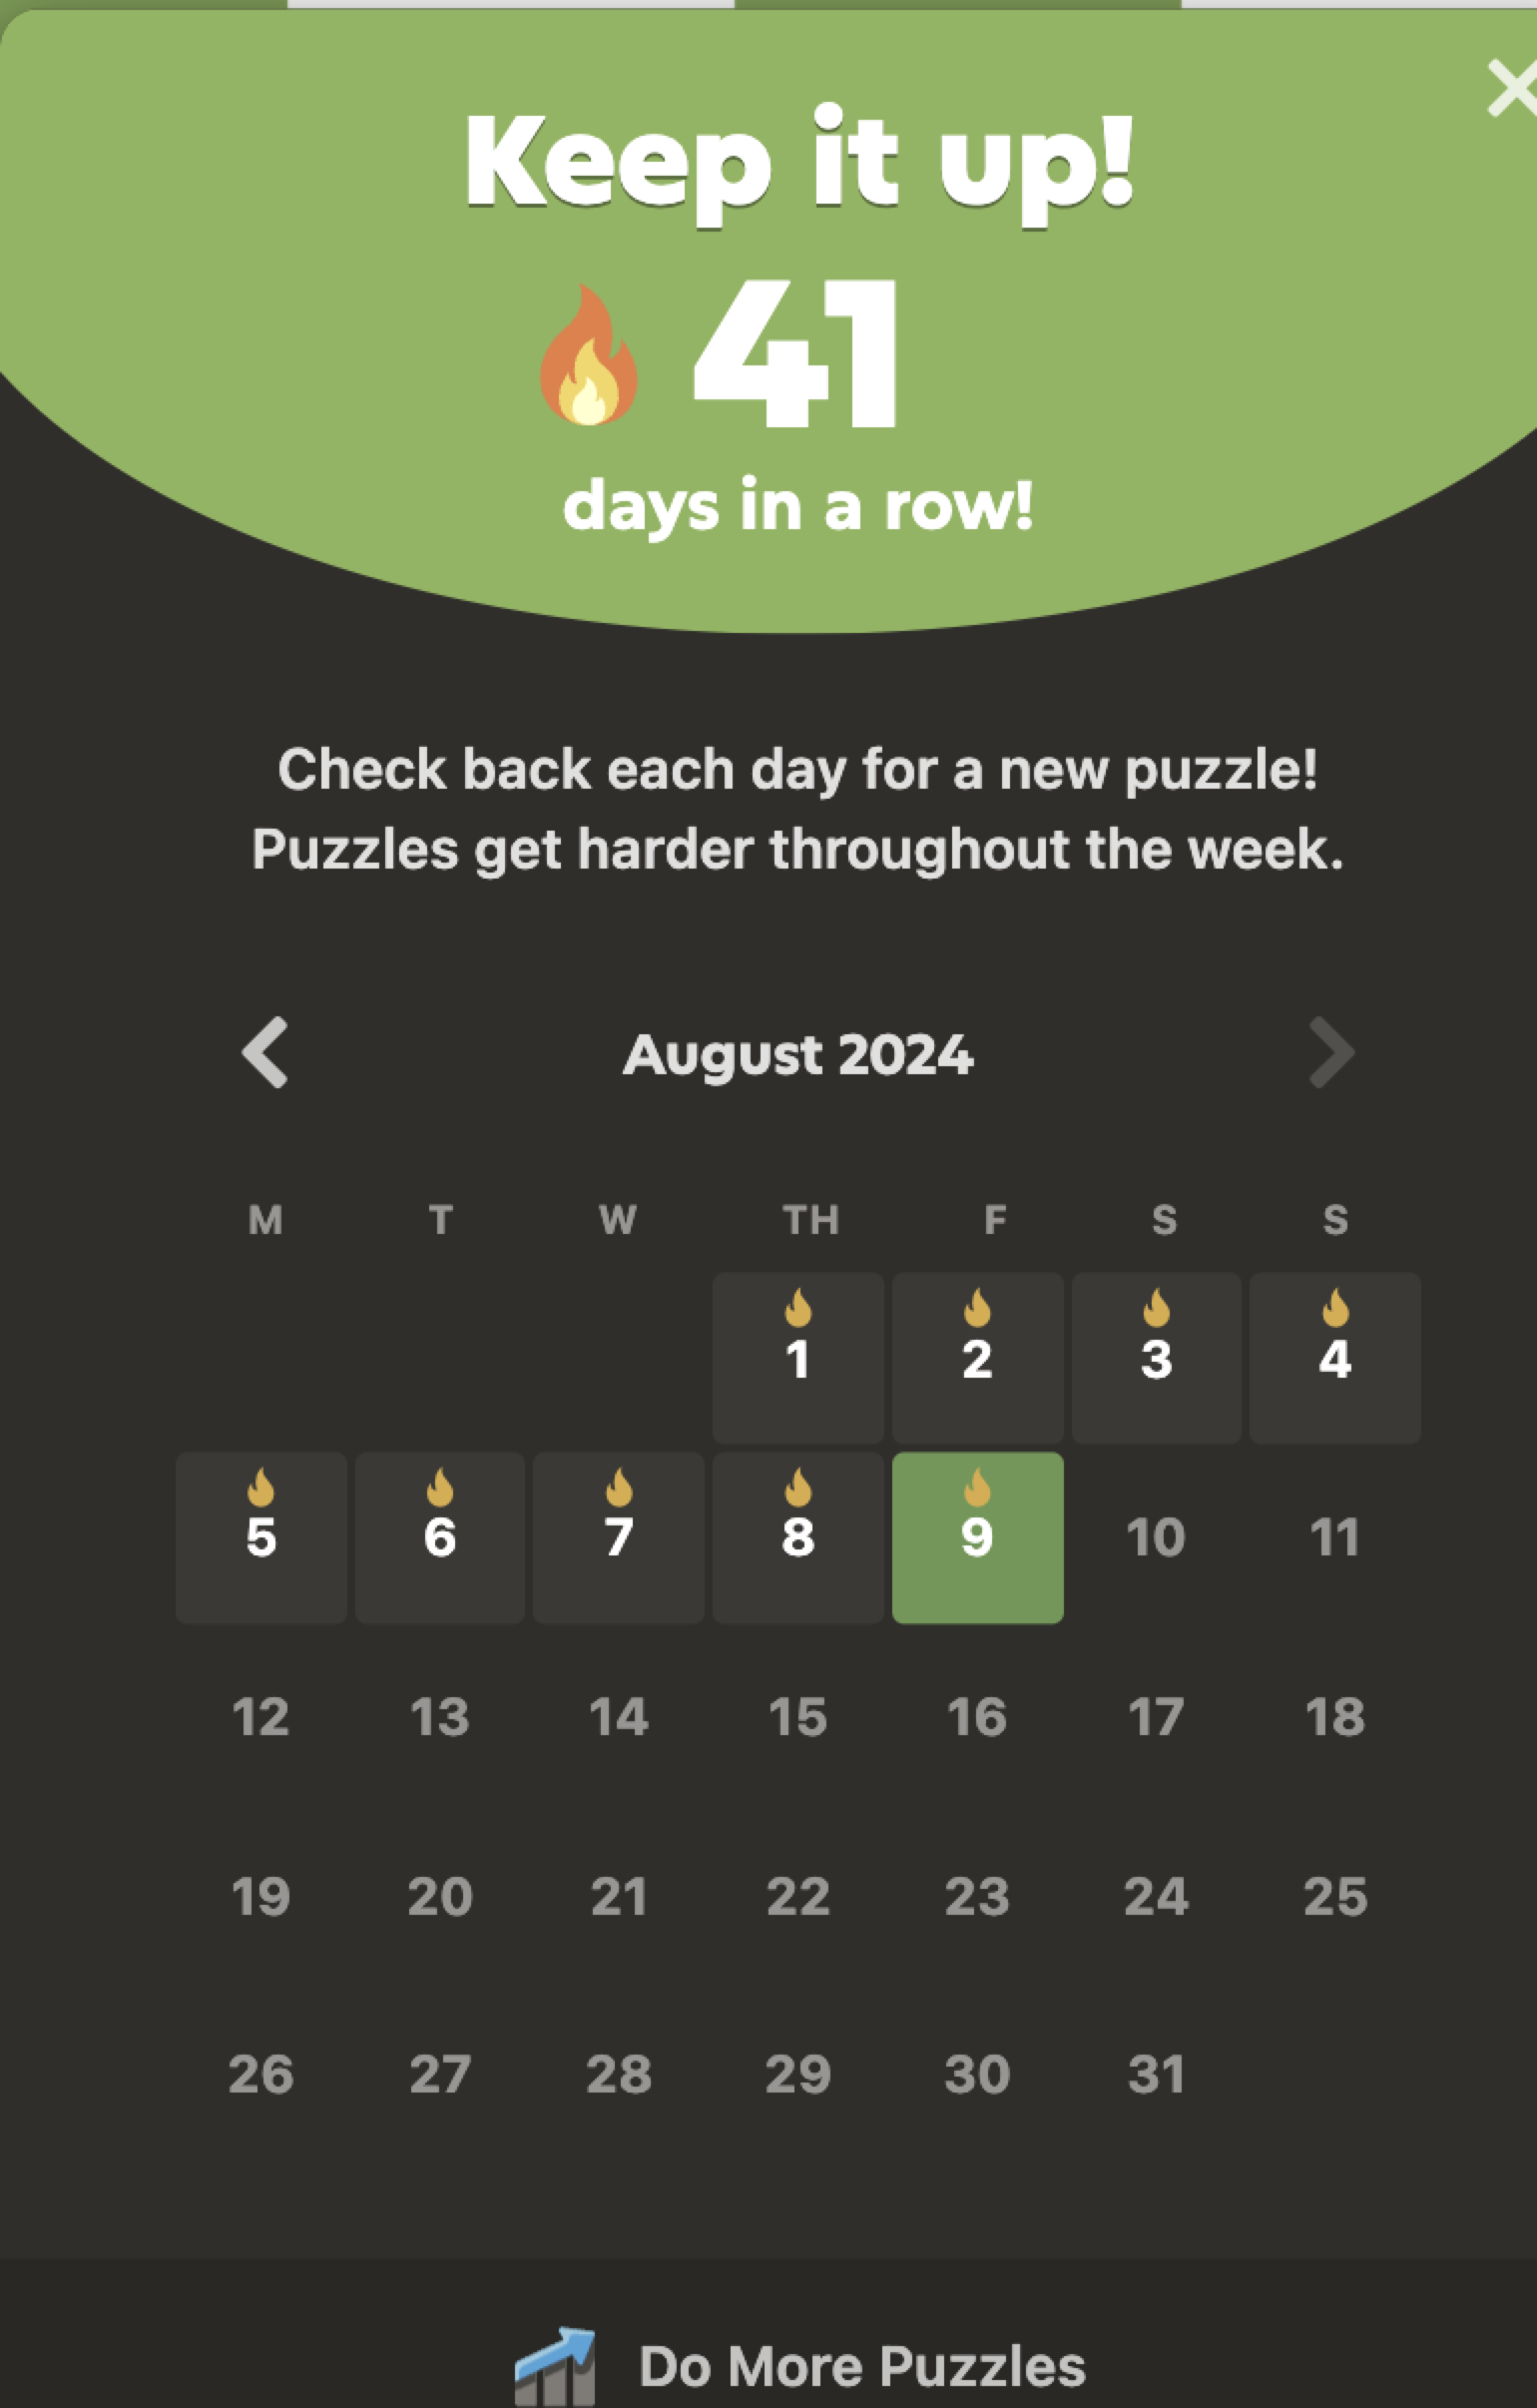 Keep it up!
41
days in a row!
Check back each day for a new puzzle!
Puzzles get harder throughout the week.
August 2024
M T W TH F S S
1 2 3 4
5 6 7 8 9 10 11
12 13 14 15 16 17 18
19 20 21 22 23 24 25
26 27 28 29 30 31
Do More Puzzles